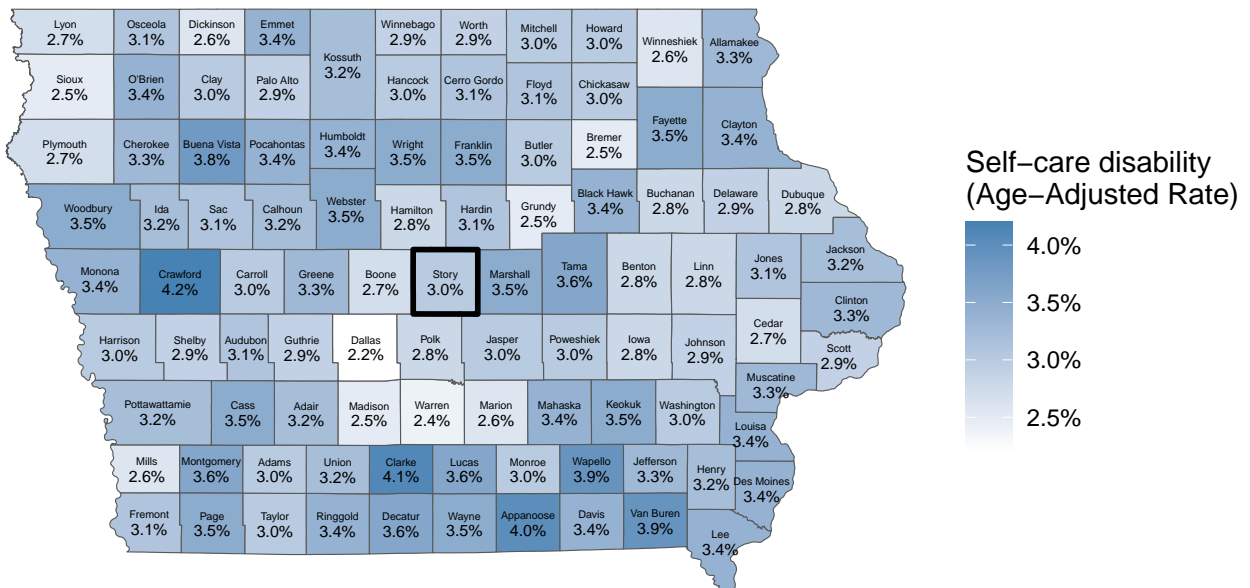 Lyon
2.7%
Osceola
3.1%
Dickinson
2.6%
Emmet
3.4%
Kossuth
3.2%
Winnebago
2.9%
Worth
2.9%
Mitchell
3.0%
Howard
3.0%
Winneshiek
2.6%
Allamakee
3.3%
Sioux
2.5%
O'Brien
3.4%
Clay
3.0%
Palo Alto
2.9%
Hancock
3.0%
Cerro Gordo
3.1%
Floyd
3.1%
Chickasaw
3.0%
Fayette
3.5%
Clayton
3.4%
Plymouth
2.7%
Cherokee
3.3%
Buena Vista
3.8%
Pocahontas
3.4%
Humboldt
3.4%
Wright
3.5%
Franklin
3.5%
Butler
3.0%
Bremer
2.5%
Self−care disability
(Age−Adjusted Rate)
4.0%
3.5%
3.0%
2.5%
Woodbury
3.5%
Ida
3.2%
Sac
3.1%
Calhoun
3.2%
Webster
3.5%
Hamilton
2.8%
Hardin
3.1%
Grundy
2.5%
Black Hawk
3.4%
Buchanan
2.8%
Delaware
2.9%
Dubuque
2.8%
Monona
3.4%
Crawford
4.2%
Carroll
3.0%
Greene
3.3%
Boone
2.7%
Story
3.0%
Marshall
3.5%
Tama
3.6%
Benton
2.8%
Linn
2.8%
Jones
3.1%
Jackson
3.2%
Clinton
3.3%
Harrison
3.0%
Shelby
2.9%
Audubon
3.1%
Guthrie
2.9%
Dallas
2.2%
Polk
2.8%
Jasper
3.0%
Poweshiek
3.0%
Iowa
2.8%
Johnson
2.9%
Cedar
2.7%
Scott
2.9%
Muscatine
3.3%
Pottawattamie
3.2%
Cass
3.5%
Adair
3.2%
Madison
2.5%
Warren
2.4%
Marion
2.6%
Mahaska
3.4%
Keokuk
3.5%
Washington
3.0%
Louisa
3.4%
Mills
2.6%
Montgomery
3.6%
Adams
3.0%
Union
3.2%
Clarke
4.1%
Lucas
3.6%
Monroe
3.0%
Wapello
3.9%
Jefferson
3.3%
Henry
3.2%
Des Moines
3.4%
Fremont
3.1%
Page
3.5%
Taylor
3.0%
Ringgold
3.4%
Decatur
3.6%
Wayne
3.5%
Appanoose
4.0%
Davis
3.4%
Van Buren
3.9%
Lee
3.4%